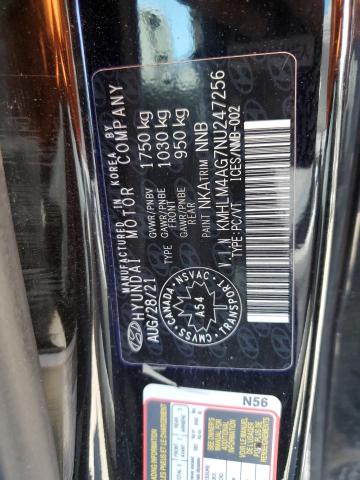 MANUFACTURED IN KOREA BY
HYUNDAI MOTOR COMPANY
AUG/28/21
GVWR/PNBV 1750 kg
GAWR/PNBE FRONT 1030 kg
GAWR/PNBE REAR 950 kg
TYPE
PAINT NKA TRIM NNB
V.I.N KMHLM4AG7NU247256
TYPE:PC/VT ICES/NMB-002
CANADA NSVAC
A54
CMVSS TRANSPORT
N56